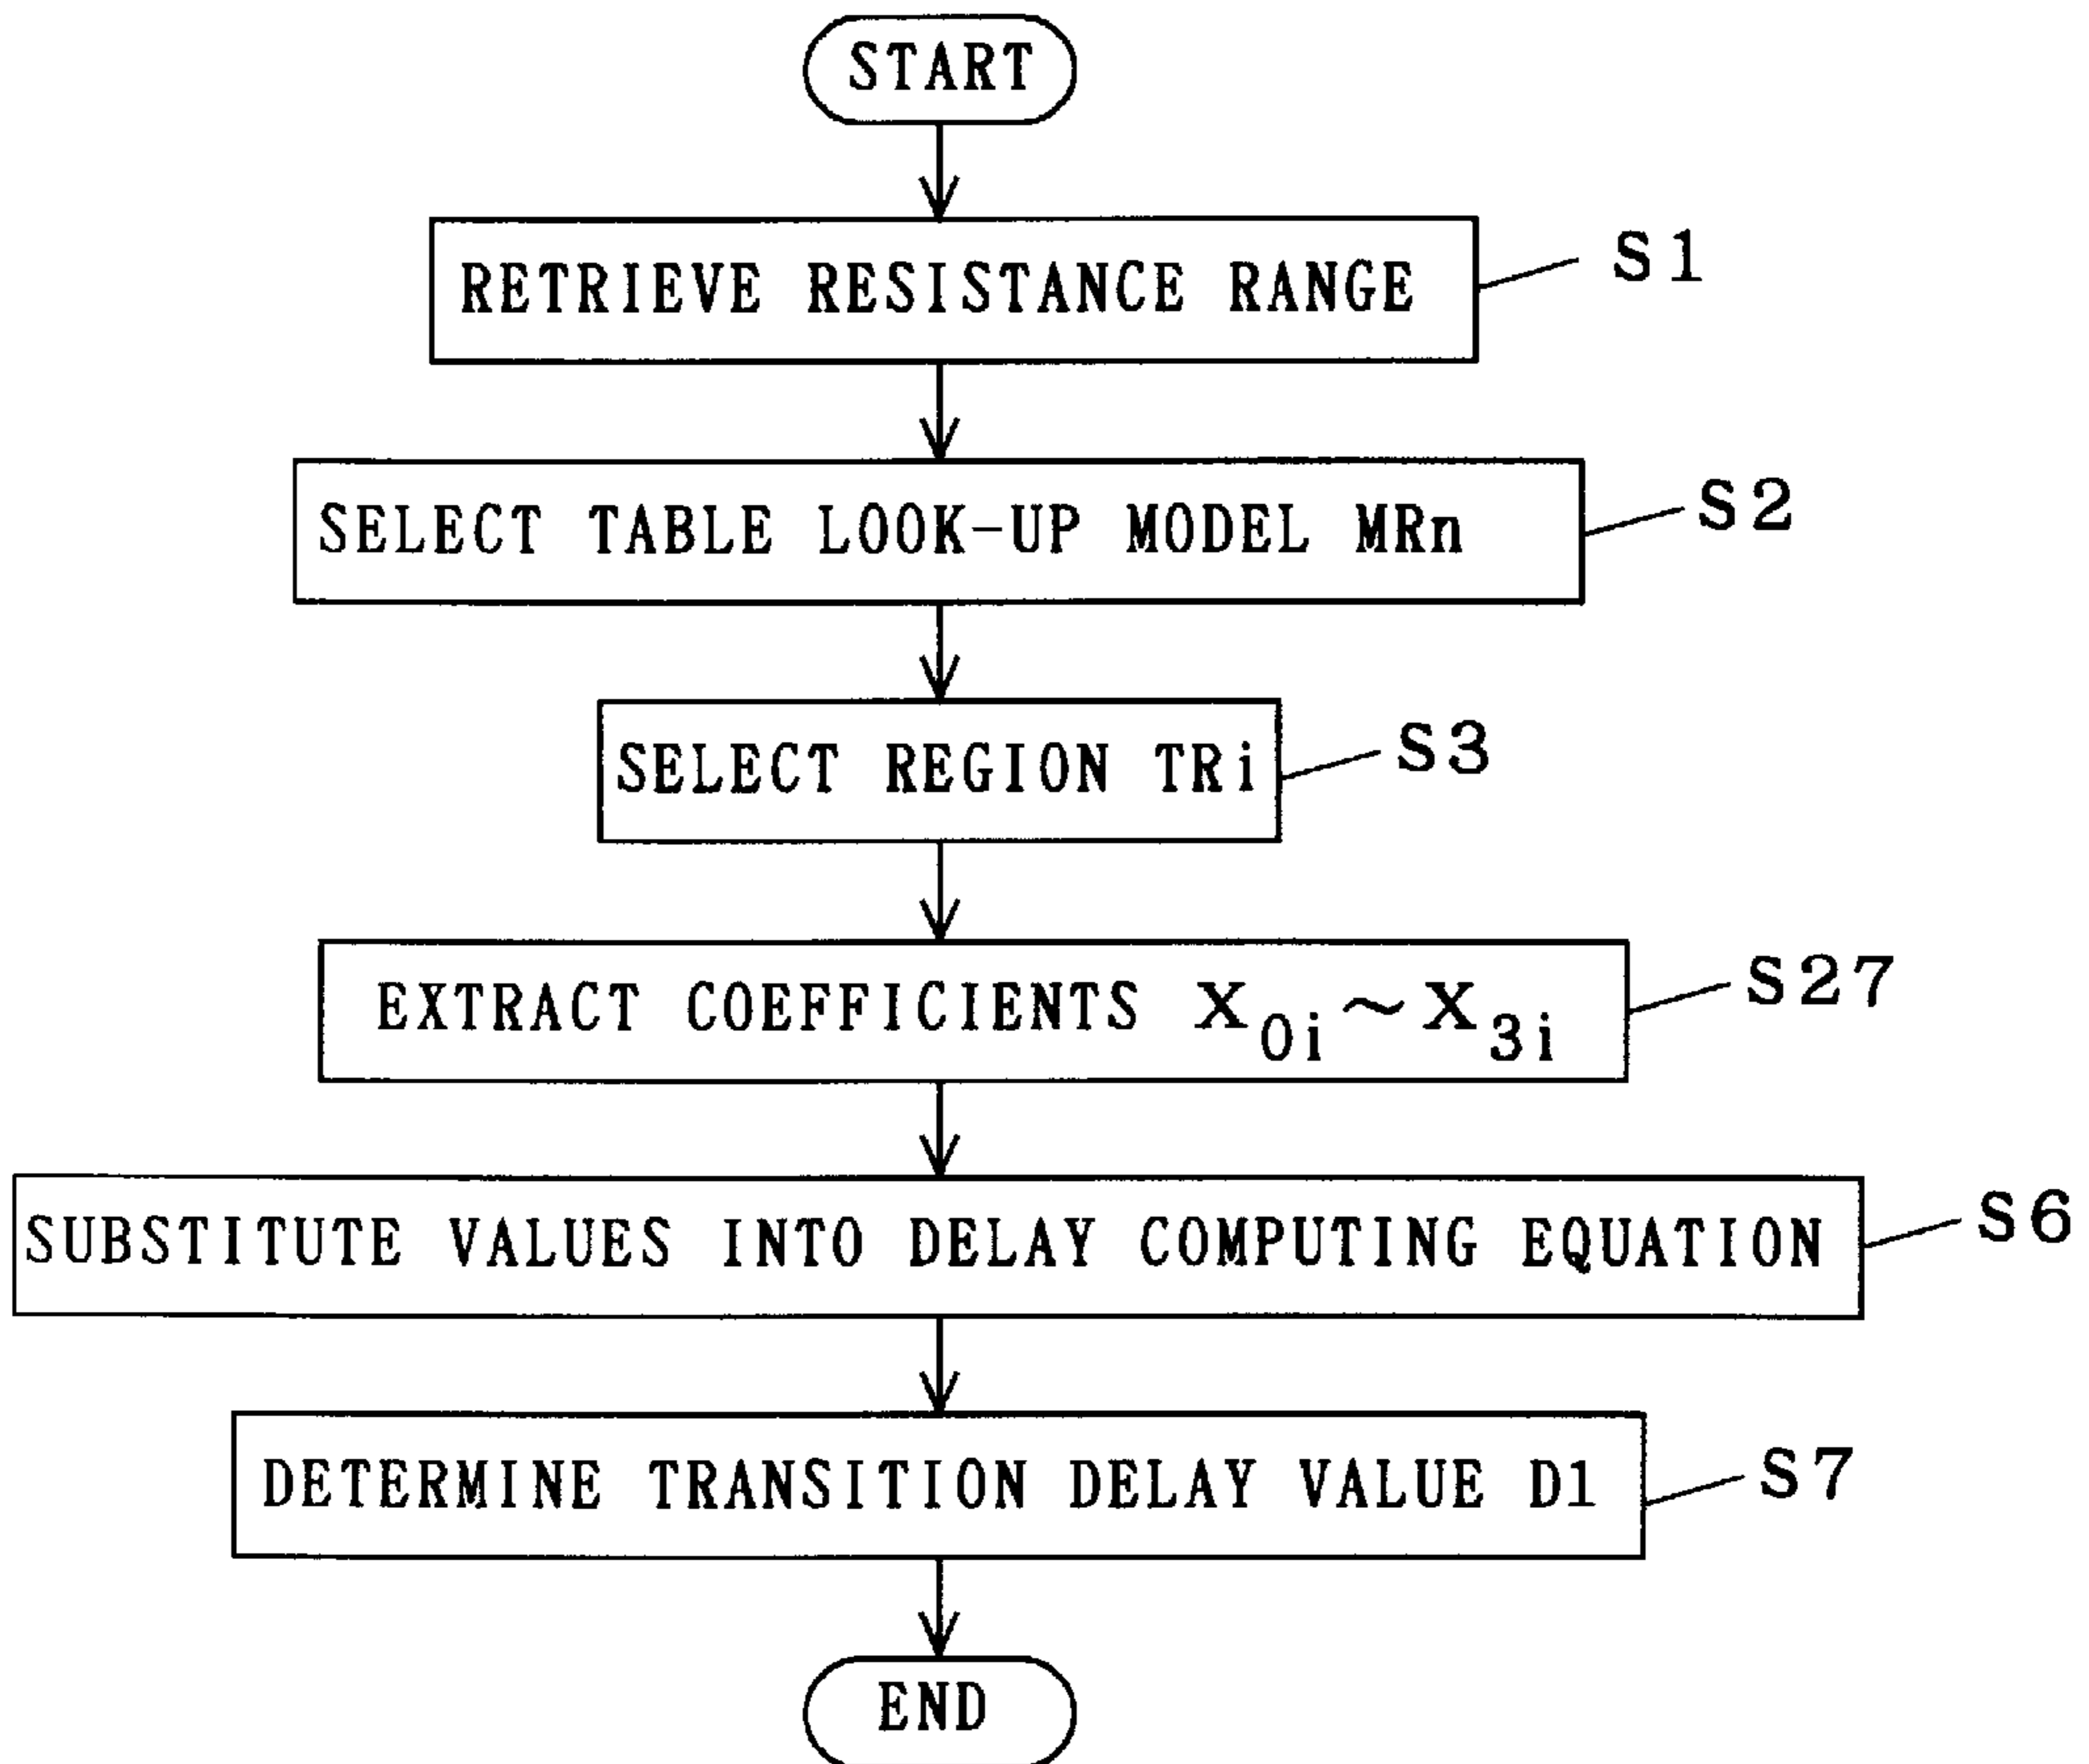 START
RETRIEVE RESISTANCE RANGE
S1
SELECT TABLE LOOK-UP MODEL MRn
S2
SELECT REGION TRi
S3
EXTRACT COEFFICIENTS X0i~X3i
S27
SUBSTITUTE VALUES INTO DELAY COMPUTING EQUATION
S6
DETERMINE TRANSITION DELAY VALUE D1
S7
END